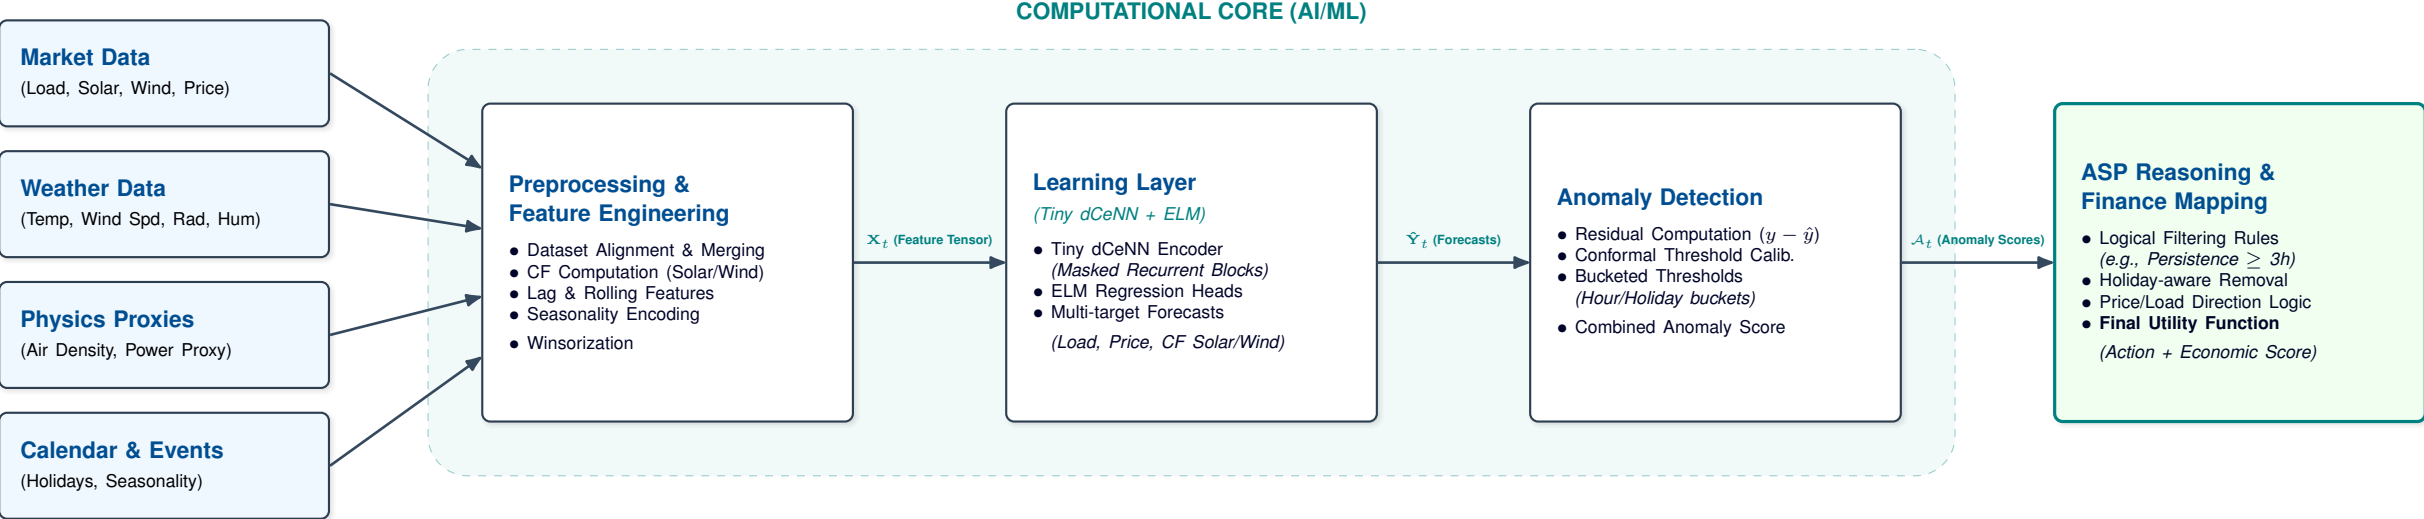 COMPUTATIONAL CORE (AI/ML)
Market Data
(Load, Solar, Wind, Price)
Weather Data
(Temp, Wind Spd, Rad, Hum)
Physics Proxies
(Air Density, Power Proxy)
Calendar & Events
(Holidays, Seasonality)
Preprocessing &
Feature Engineering
● Dataset Alignment & Merging
● CF Computation (Solar/Wind)
● Lag & Rolling Features
● Seasonality Encoding
● Winsorization
X_t (Feature Tensor)
Learning Layer
(Tiny dCeNN + ELM)
● Tiny dCeNN Encoder
(Masked Recurrent Blocks)
● ELM Regression Heads
● Multi-target Forecasts
(Load, Price, CF Solar/Wind)
Ŷ_t (Forecasts)
Anomaly Detection
● Residual Computation (y − ŷ)
● Conformal Threshold Calib.
● Bucketed Thresholds
(Hour/Holiday buckets)
● Combined Anomaly Score
𝒜_t (Anomaly Scores)
ASP Reasoning &
Finance Mapping
● Logical Filtering Rules
(e.g., Persistence ≥ 3h)
● Holiday-aware Removal
● Price/Load Direction Logic
● Final Utility Function
(Action + Economic Score)